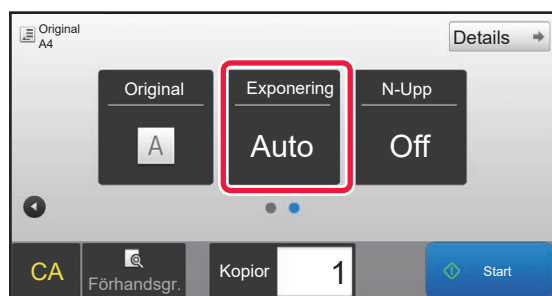 Original
A4
Details
Original
Exponering
N-Upp
A
Auto
Off
CA
Förhandsgr.
Kopior
1
Start